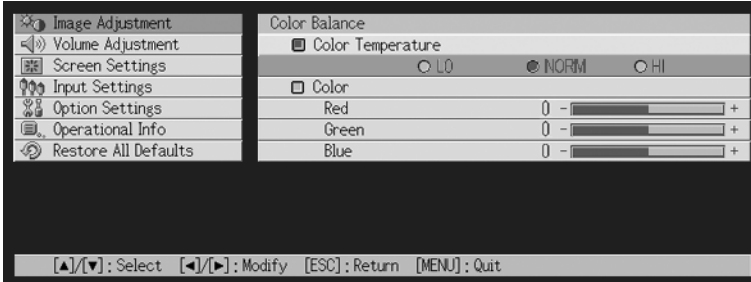 Image Adjustment
Volume Adjustment
Screen Settings
Input Settings
Option Settings
Operational Info
Restore All Defaults
Color Balance
Color Temperature
LO NORM HI
Color
Red 0 - +
Green 0 - +
Blue 0 - +
[▲]/[▼]:Select [◄]/[►]:Modify [ESC]:Return [MENU]:Quit